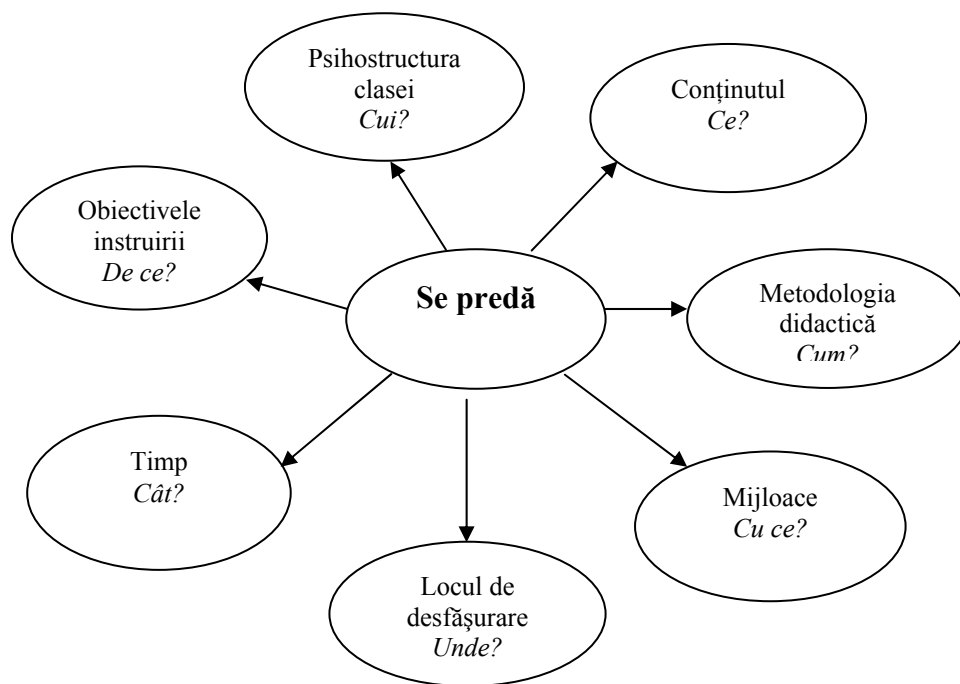 Psihostructura
clasei
Cui?
Conținutul
Ce?
Obiectivele
instruirii
De ce?
Se predă
Metodologia
didactică
Cum?
Timp
Cât?
Mijloace
Cu ce?
Locul de
desfăşurare
Unde?